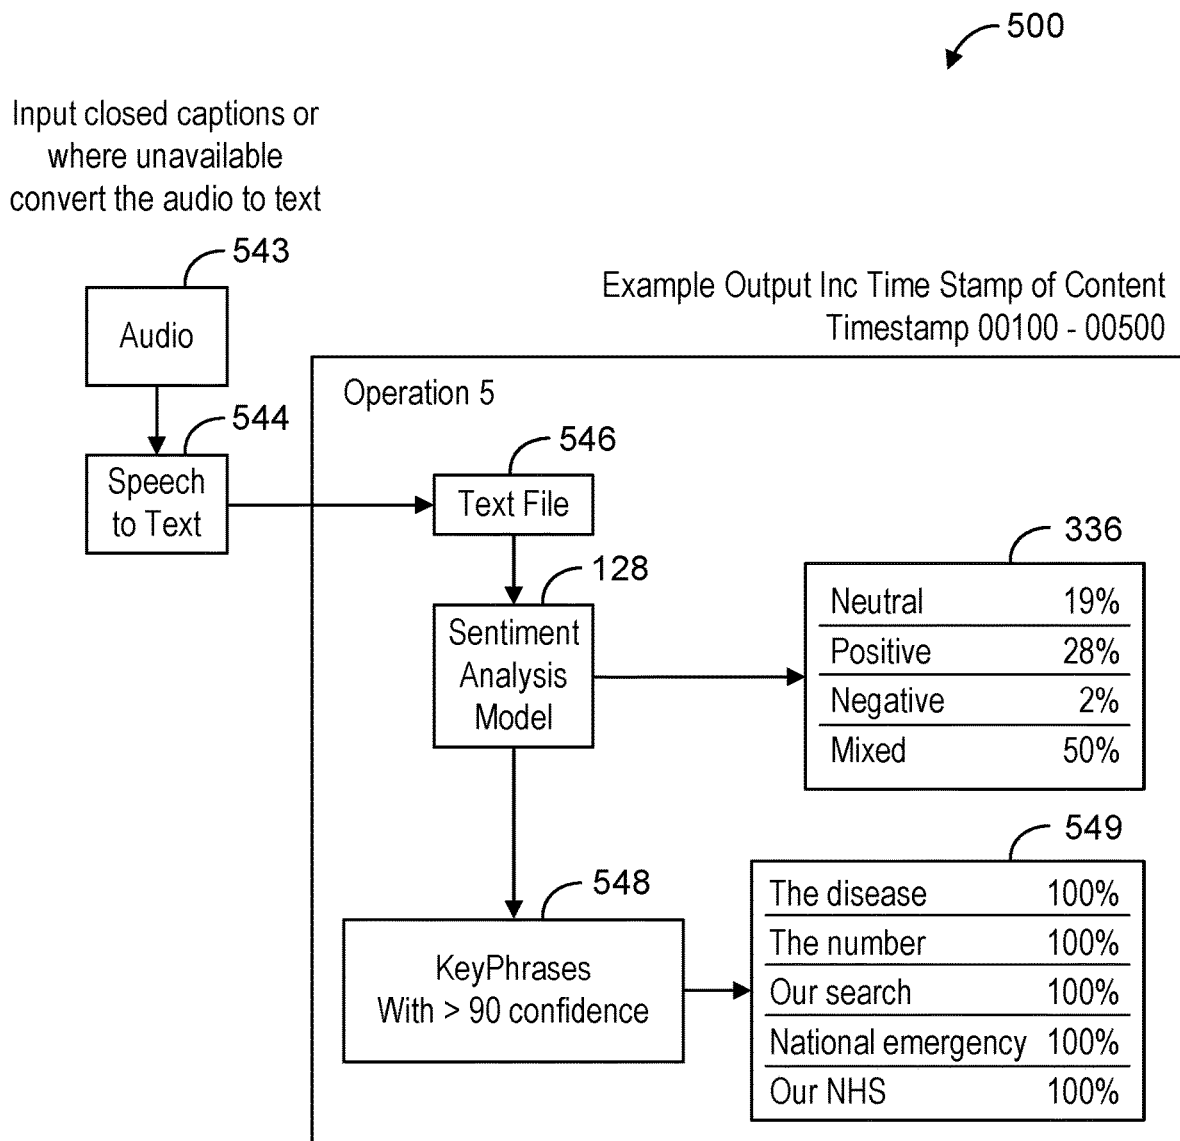 500
Input closed captions or
where unavailable
convert the audio to text
543
Audio
Example Output Inc Time Stamp of Content
Timestamp 00100 - 00500
Operation 5
544
Speech
to Text
546
Text File
128
Sentiment
Analysis
Model
336
Neutral 19%
Positive 28%
Negative 2%
Mixed 50%
548
KeyPhrases
With > 90 confidence
549
The disease 100%
The number 100%
Our search 100%
National emergency 100%
Our NHS 100%